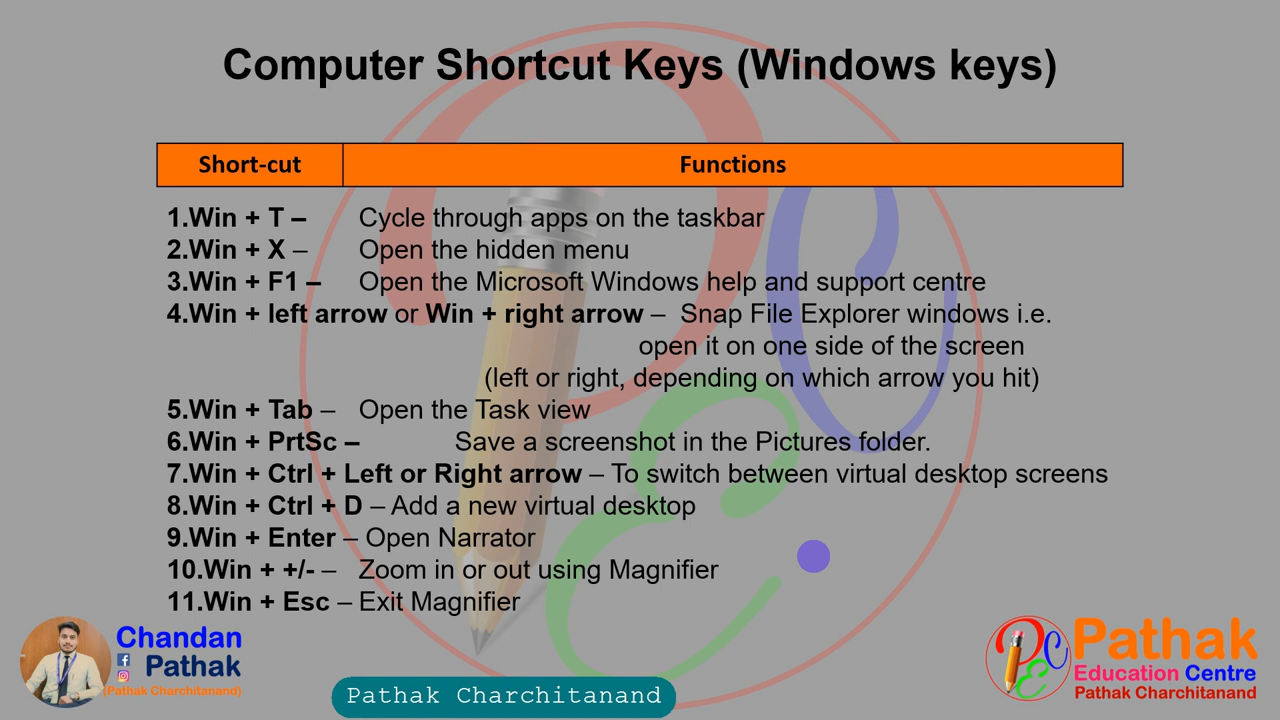 Computer Shortcut Keys (Windows keys)
Short-cut Functions
1.Win + T – Cycle through apps on the taskbar
2.Win + X – Open the hidden menu
3.Win + F1 – Open the Microsoft Windows help and support centre
4.Win + left arrow or Win + right arrow – Snap File Explorer windows i.e.
open it on one side of the screen
(left or right, depending on which arrow you hit)
5.Win + Tab – Open the Task view
6.Win + PrtSc – Save a screenshot in the Pictures folder.
7.Win + Ctrl + Left or Right arrow – To switch between virtual desktop screens
8.Win + Ctrl + D – Add a new virtual desktop
9.Win + Enter – Open Narrator
10.Win + +/- – Zoom in or out using Magnifier
11.Win + Esc – Exit Magnifier
Chandan
Pathak
(Pathak Charchitanand)
Pathak Charchitanand
Pathak
Education Centre
Pathak Charchitanand